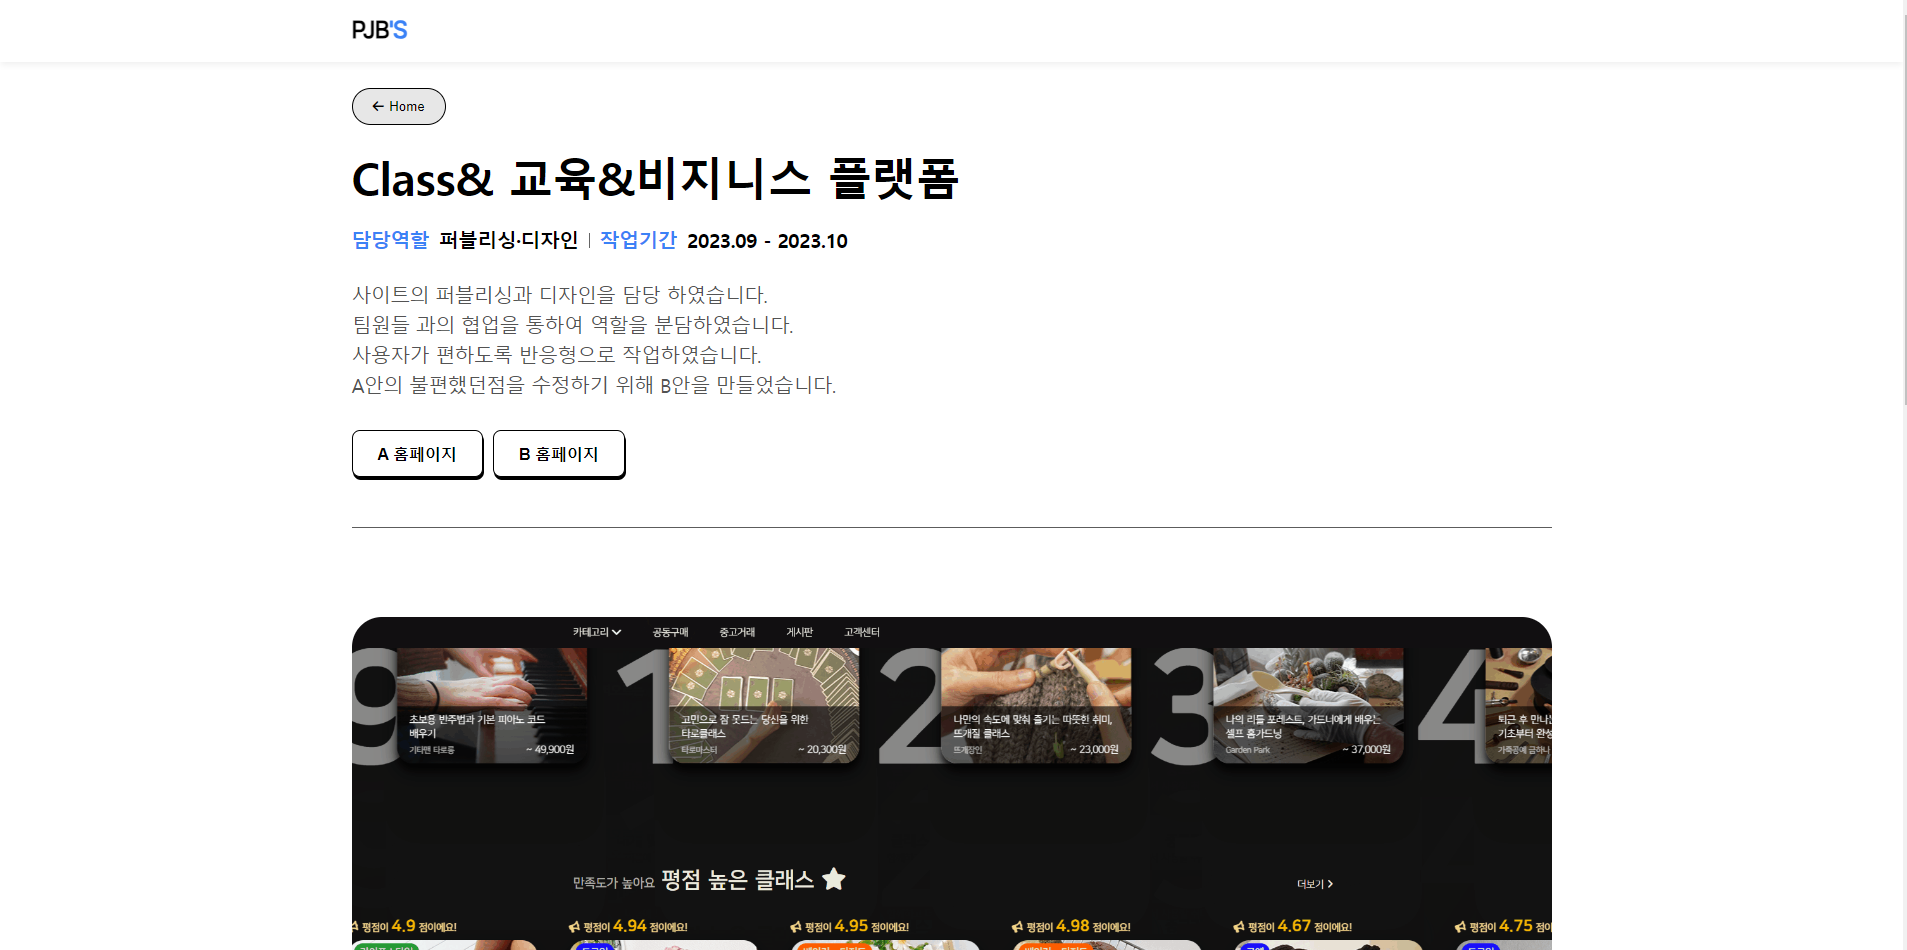 PJB'S
← Home
Class& 교육&비지니스 플랫폼
담당역할 퍼블리싱·디자인 | 작업기간 2023.09 - 2023.10
사이트의 퍼블리싱과 디자인을 담당 하였습니다.
팀원들 과의 협업을 통하여 역할을 분담하였습니다.
사용자가 편하도록 반응형으로 작업하였습니다.
A안의 불편했던점을 수정하기 위해 B안을 만들었습니다.
A 홈페이지 B 홈페이지
카테고리 공동구매 중고거래 게시판 고객센터
9 1 2 3 4
초보용 반주법과 기본 피아노 코드
배우기
기타맨 타로롱
~ 49,900원
고민으로 잠 못드는 당신을 위한
타로클래스
타로마스티
~ 20,300원
나만의 속도에 맞춰 즐기는 따뜻한 취미,
뜨개질 클래스
뜨개장인
~ 23,000원
나의 리틀 포레스트, 가드너에게 배우는
셀프 홈가드닝
Garden Park
~ 37,000원
퇴근 후 만나는
기초부터 완성
가죽공예 금하나
만족도가 높아요 평점 높은 클래스
더보기 >
평점이 4.9 점이에요! 평점이 4.94 점이에요! 평점이 4.95 점이에요! 평점이 4.98 점이에요! 평점이 4.67 점이에요! 평점이 4.75 점이